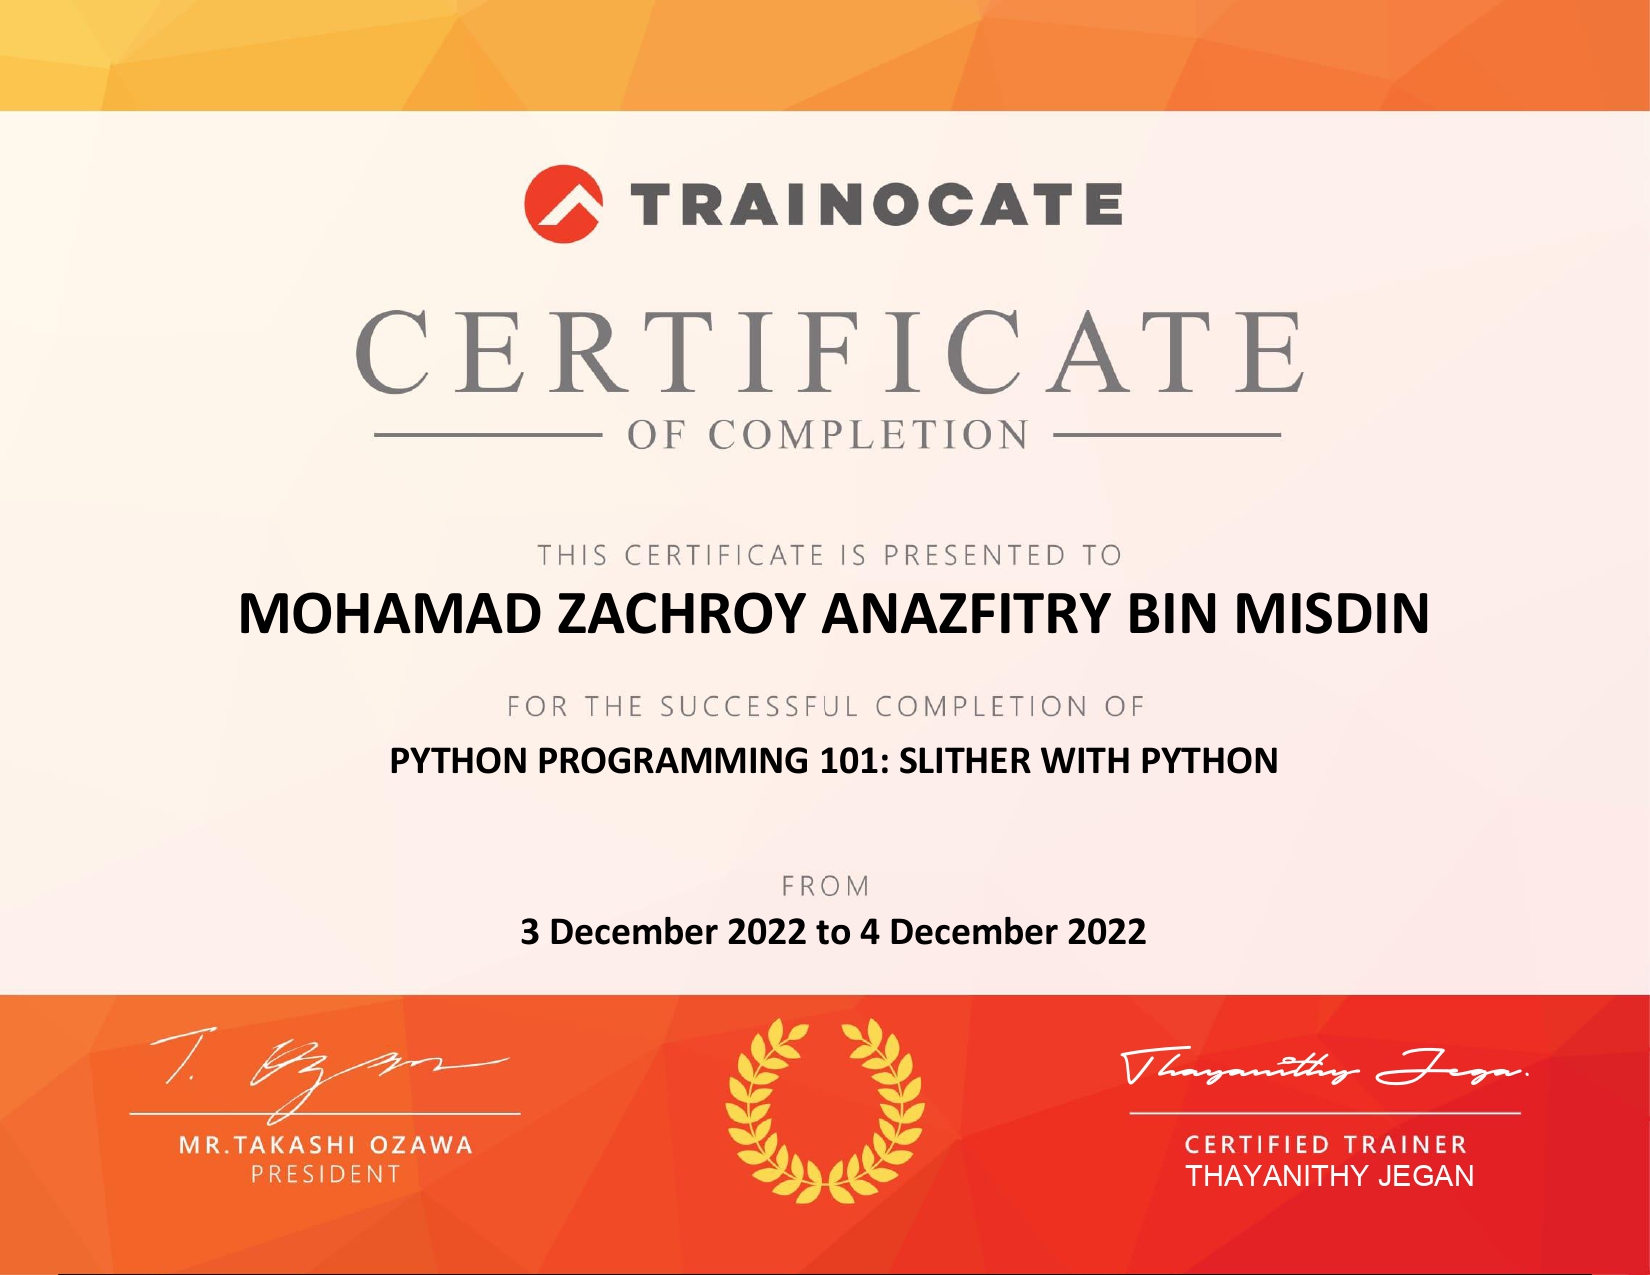 TRAINOCATE
CERTIFICATE
OF COMPLETION
THIS CERTIFICATE IS PRESENTED TO
MOHAMAD ZACHROY ANAZFITRY BIN MISDIN
FOR THE SUCCESSFUL COMPLETION OF
PYTHON PROGRAMMING 101: SLITHER WITH PYTHON
FROM
3 December 2022 to 4 December 2022
T. Ozawa
MR.TAKASHI OZAWA
PRESIDENT
Thayanithy Jegan.
CERTIFIED TRAINER
THAYANITHY JEGAN